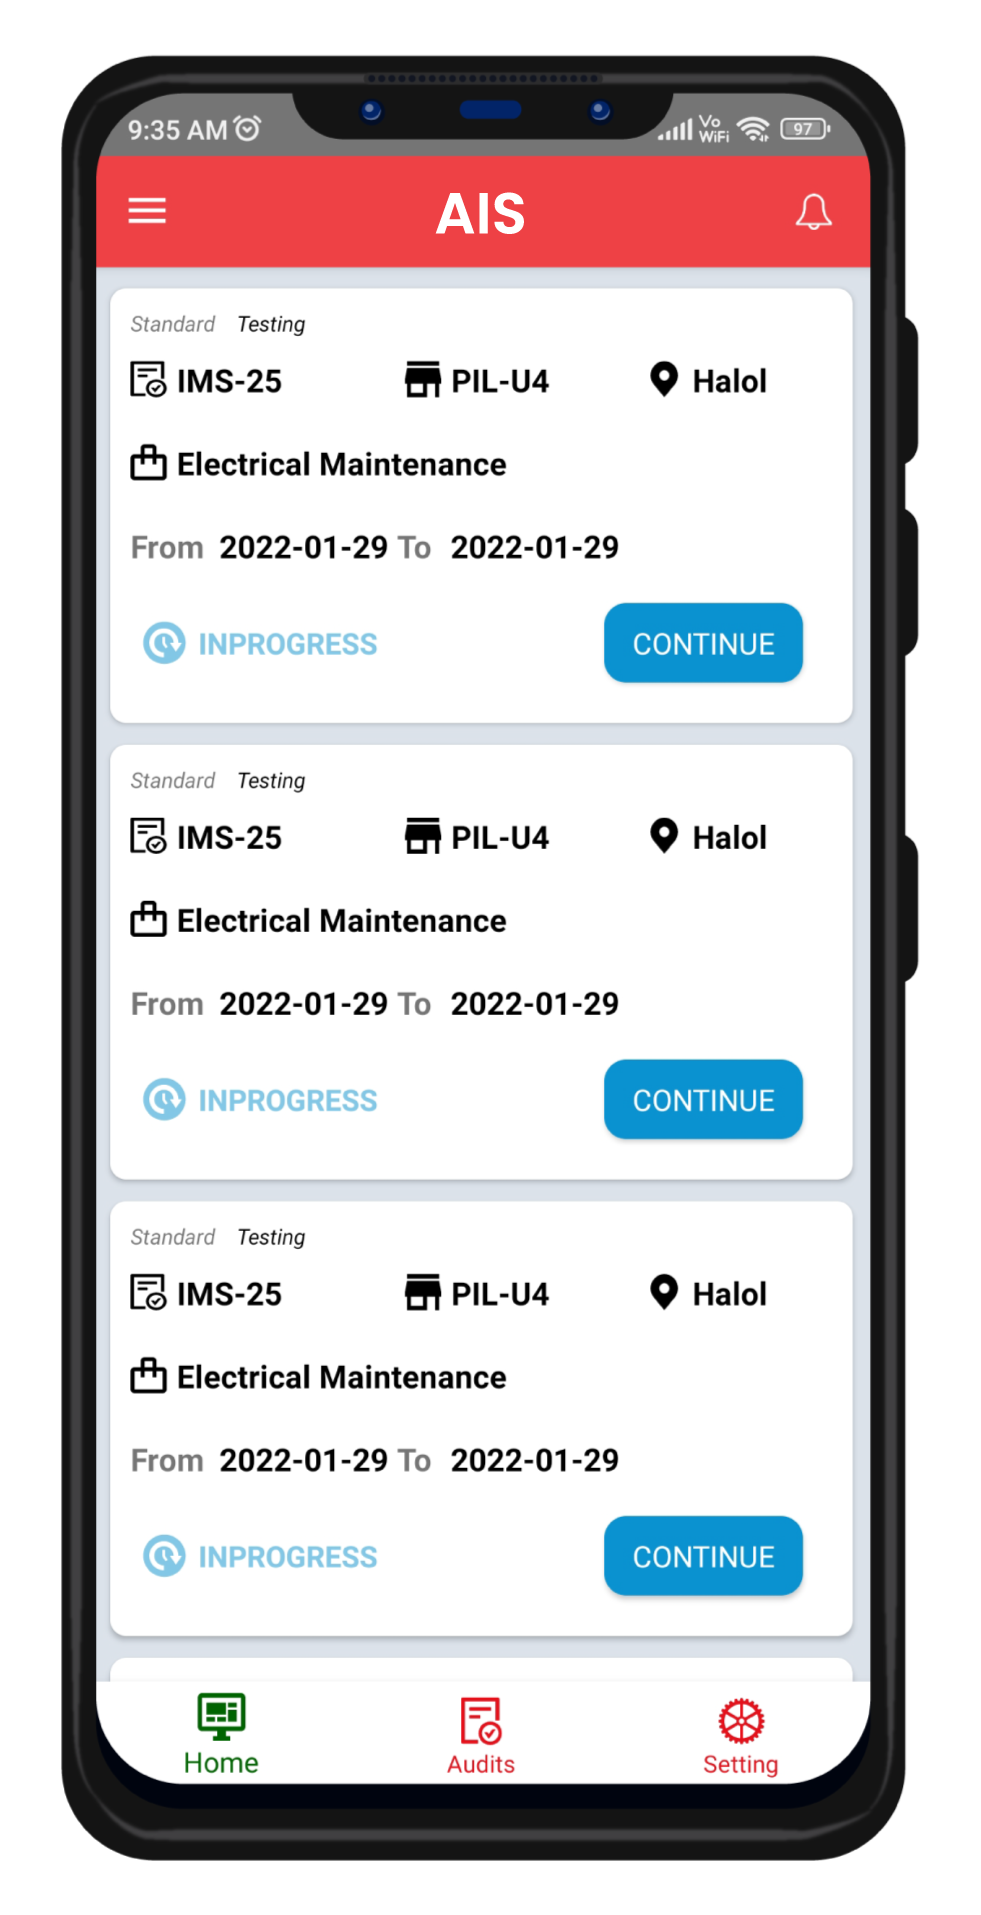 9:35 AM Vo WiFi 97
AIS
Standard Testing
IMS-25 PIL-U4 Halol
Electrical Maintenance
From 2022-01-29 To 2022-01-29
INPROGRESS CONTINUE
Standard Testing
IMS-25 PIL-U4 Halol
Electrical Maintenance
From 2022-01-29 To 2022-01-29
INPROGRESS CONTINUE
Standard Testing
IMS-25 PIL-U4 Halol
Electrical Maintenance
From 2022-01-29 To 2022-01-29
INPROGRESS CONTINUE
Home Audits Setting